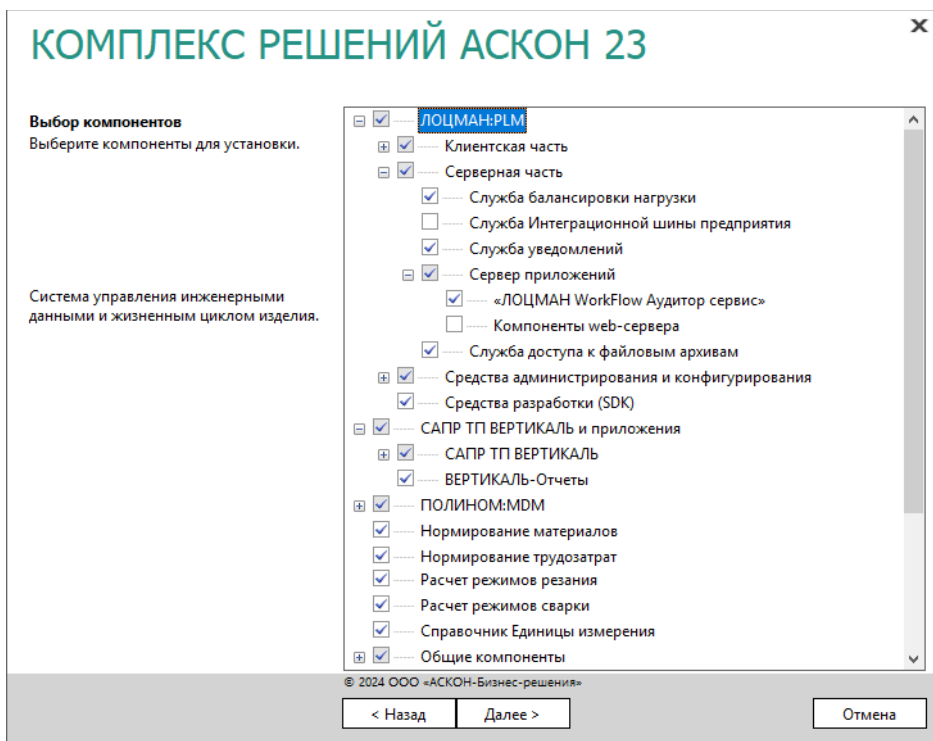 КОМПЛЕКС РЕШЕНИЙ АСКОН 23
Выбор компонентов
Выберите компоненты для установки.
Система управления инженерными
данными и жизненным циклом изделия.
ЛОЦМАН:PLM
Клиентская часть
Серверная часть
Служба балансировки нагрузки
Служба Интеграционной шины предприятия
Служба уведомлений
Сервер приложений
«ЛОЦМАН WorkFlow Аудитор сервис»
Компоненты web-сервера
Служба доступа к файловым архивам
Средства администрирования и конфигурирования
Средства разработки (SDK)
САПР ТП ВЕРТИКАЛЬ и приложения
САПР ТП ВЕРТИКАЛЬ
ВЕРТИКАЛЬ-Отчеты
ПОЛИНОМ:MDM
Нормирование материалов
Нормирование трудозатрат
Расчет режимов резания
Расчет режимов сварки
Справочник Единицы измерения
Общие компоненты
© 2024 ООО «АСКОН-Бизнес-решения»
< Назад
Далее >
Отмена